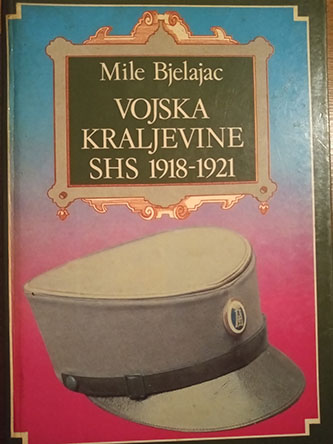 Mile Bjelajac
VOJSKA
KRALJEVINE
SHS 1918-1921